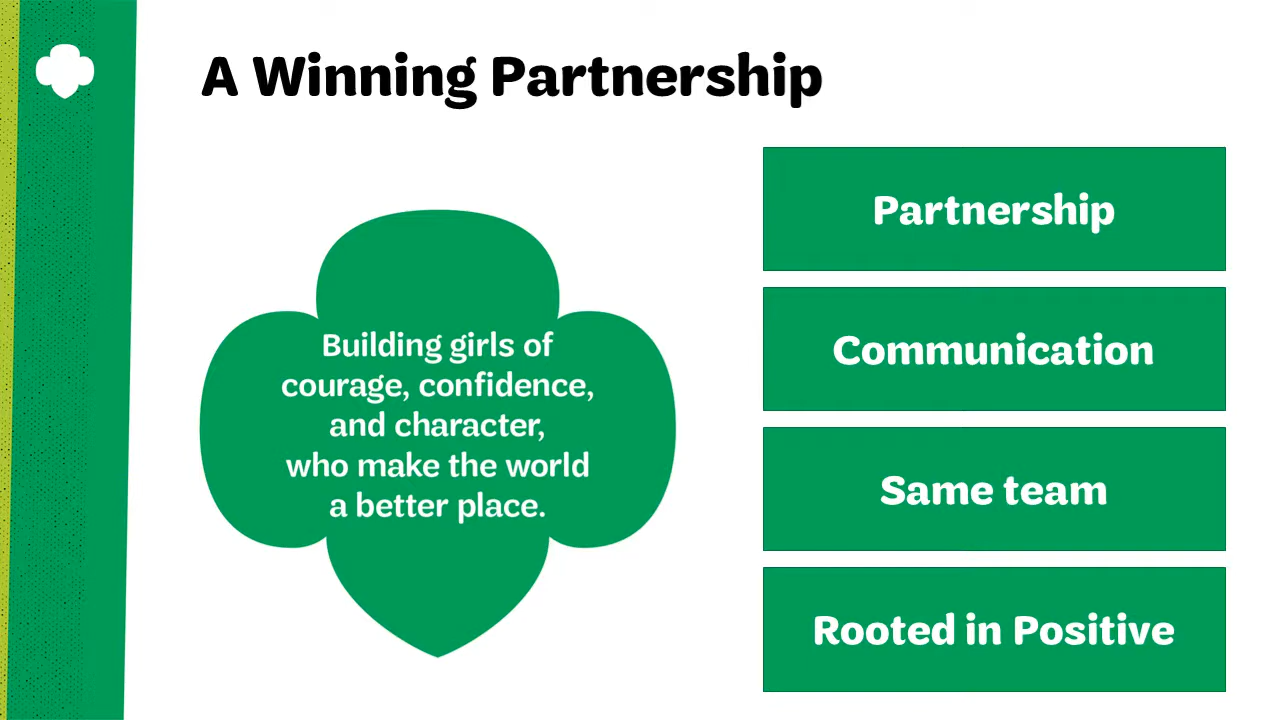 A Winning Partnership
Building girls of
courage, confidence,
and character,
who make the world
a better place.
Partnership
Communication
Same team
Rooted in Positive